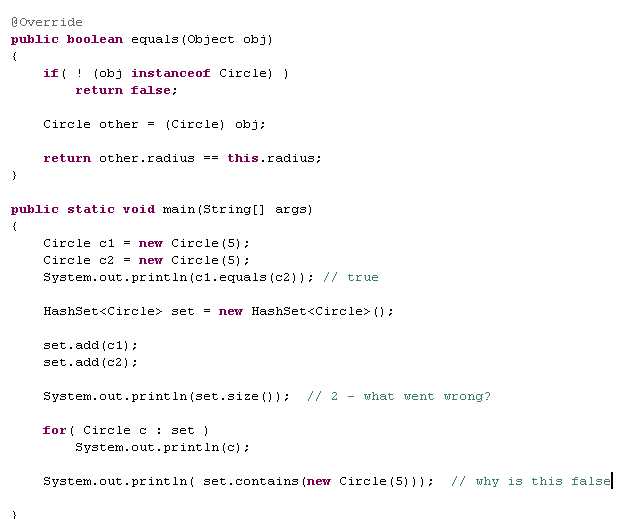 @Override
public boolean equals(Object obj)
{
if( ! (obj instanceof Circle) )
return false;
Circle other = (Circle) obj;
return other.radius == this.radius;
}
public static void main(String[] args)
{
Circle c1 = new Circle(5);
Circle c2 = new Circle(5);
System.out.println(c1.equals(c2)); // true
HashSet<Circle> set = new HashSet<Circle>();
set.add(c1);
set.add(c2);
System.out.println(set.size());  // 2 - what went wrong?
for( Circle c : set )
System.out.println(c);
System.out.println( set.contains(new Circle(5)));  // why is this false
}